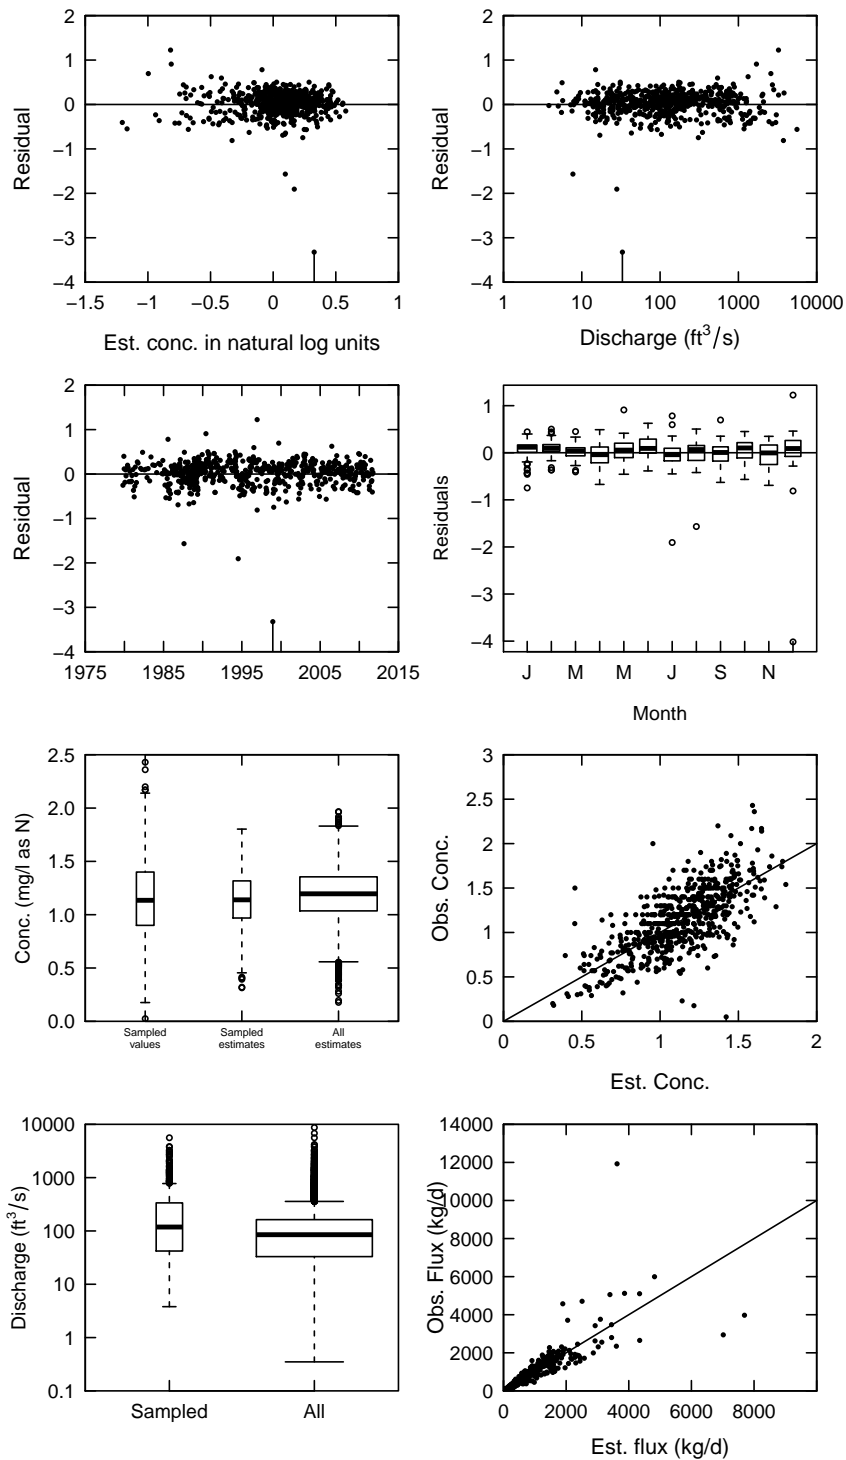 2
1
0
−1
−2
−3
−4
Residual
−1.5 −1 −0.5 0 0.5 1
Est. conc. in natural log units
2
1
0
−1
−2
−3
−4
Residual
1 10 100 1000 10000
Discharge (ft³/s)
2
1
0
−1
−2
−3
−4
Residual
1975 1985 1995 2005 2015
1
0
−1
−2
−3
−4
Residuals
J M M J S N
Month
2.5
2.0
1.5
1.0
0.5
0.0
Conc. (mg/l as N)
Sampled values
Sampled estimates
All estimates
3
2.5
2
1.5
1
0.5
0
Obs. Conc.
0 0.5 1 1.5 2
Est. Conc.
10000
1000
100
10
1
0.1
Discharge (ft³/s)
Sampled All
14000
12000
10000
8000
6000
4000
2000
0
Obs. Flux (kg/d)
0 2000 4000 6000 8000
Est. flux (kg/d)